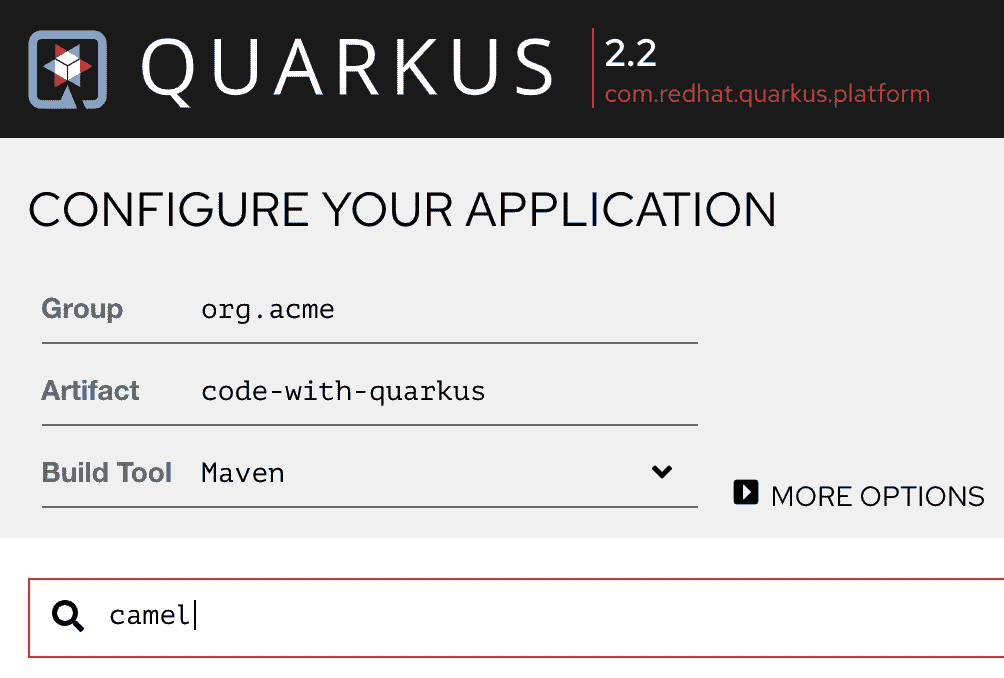 QUARKUS
2.2
com.redhat.quarkus.platform
CONFIGURE YOUR APPLICATION
Group org.acme
Artifact code-with-quarkus
Build Tool Maven
MORE OPTIONS
camel